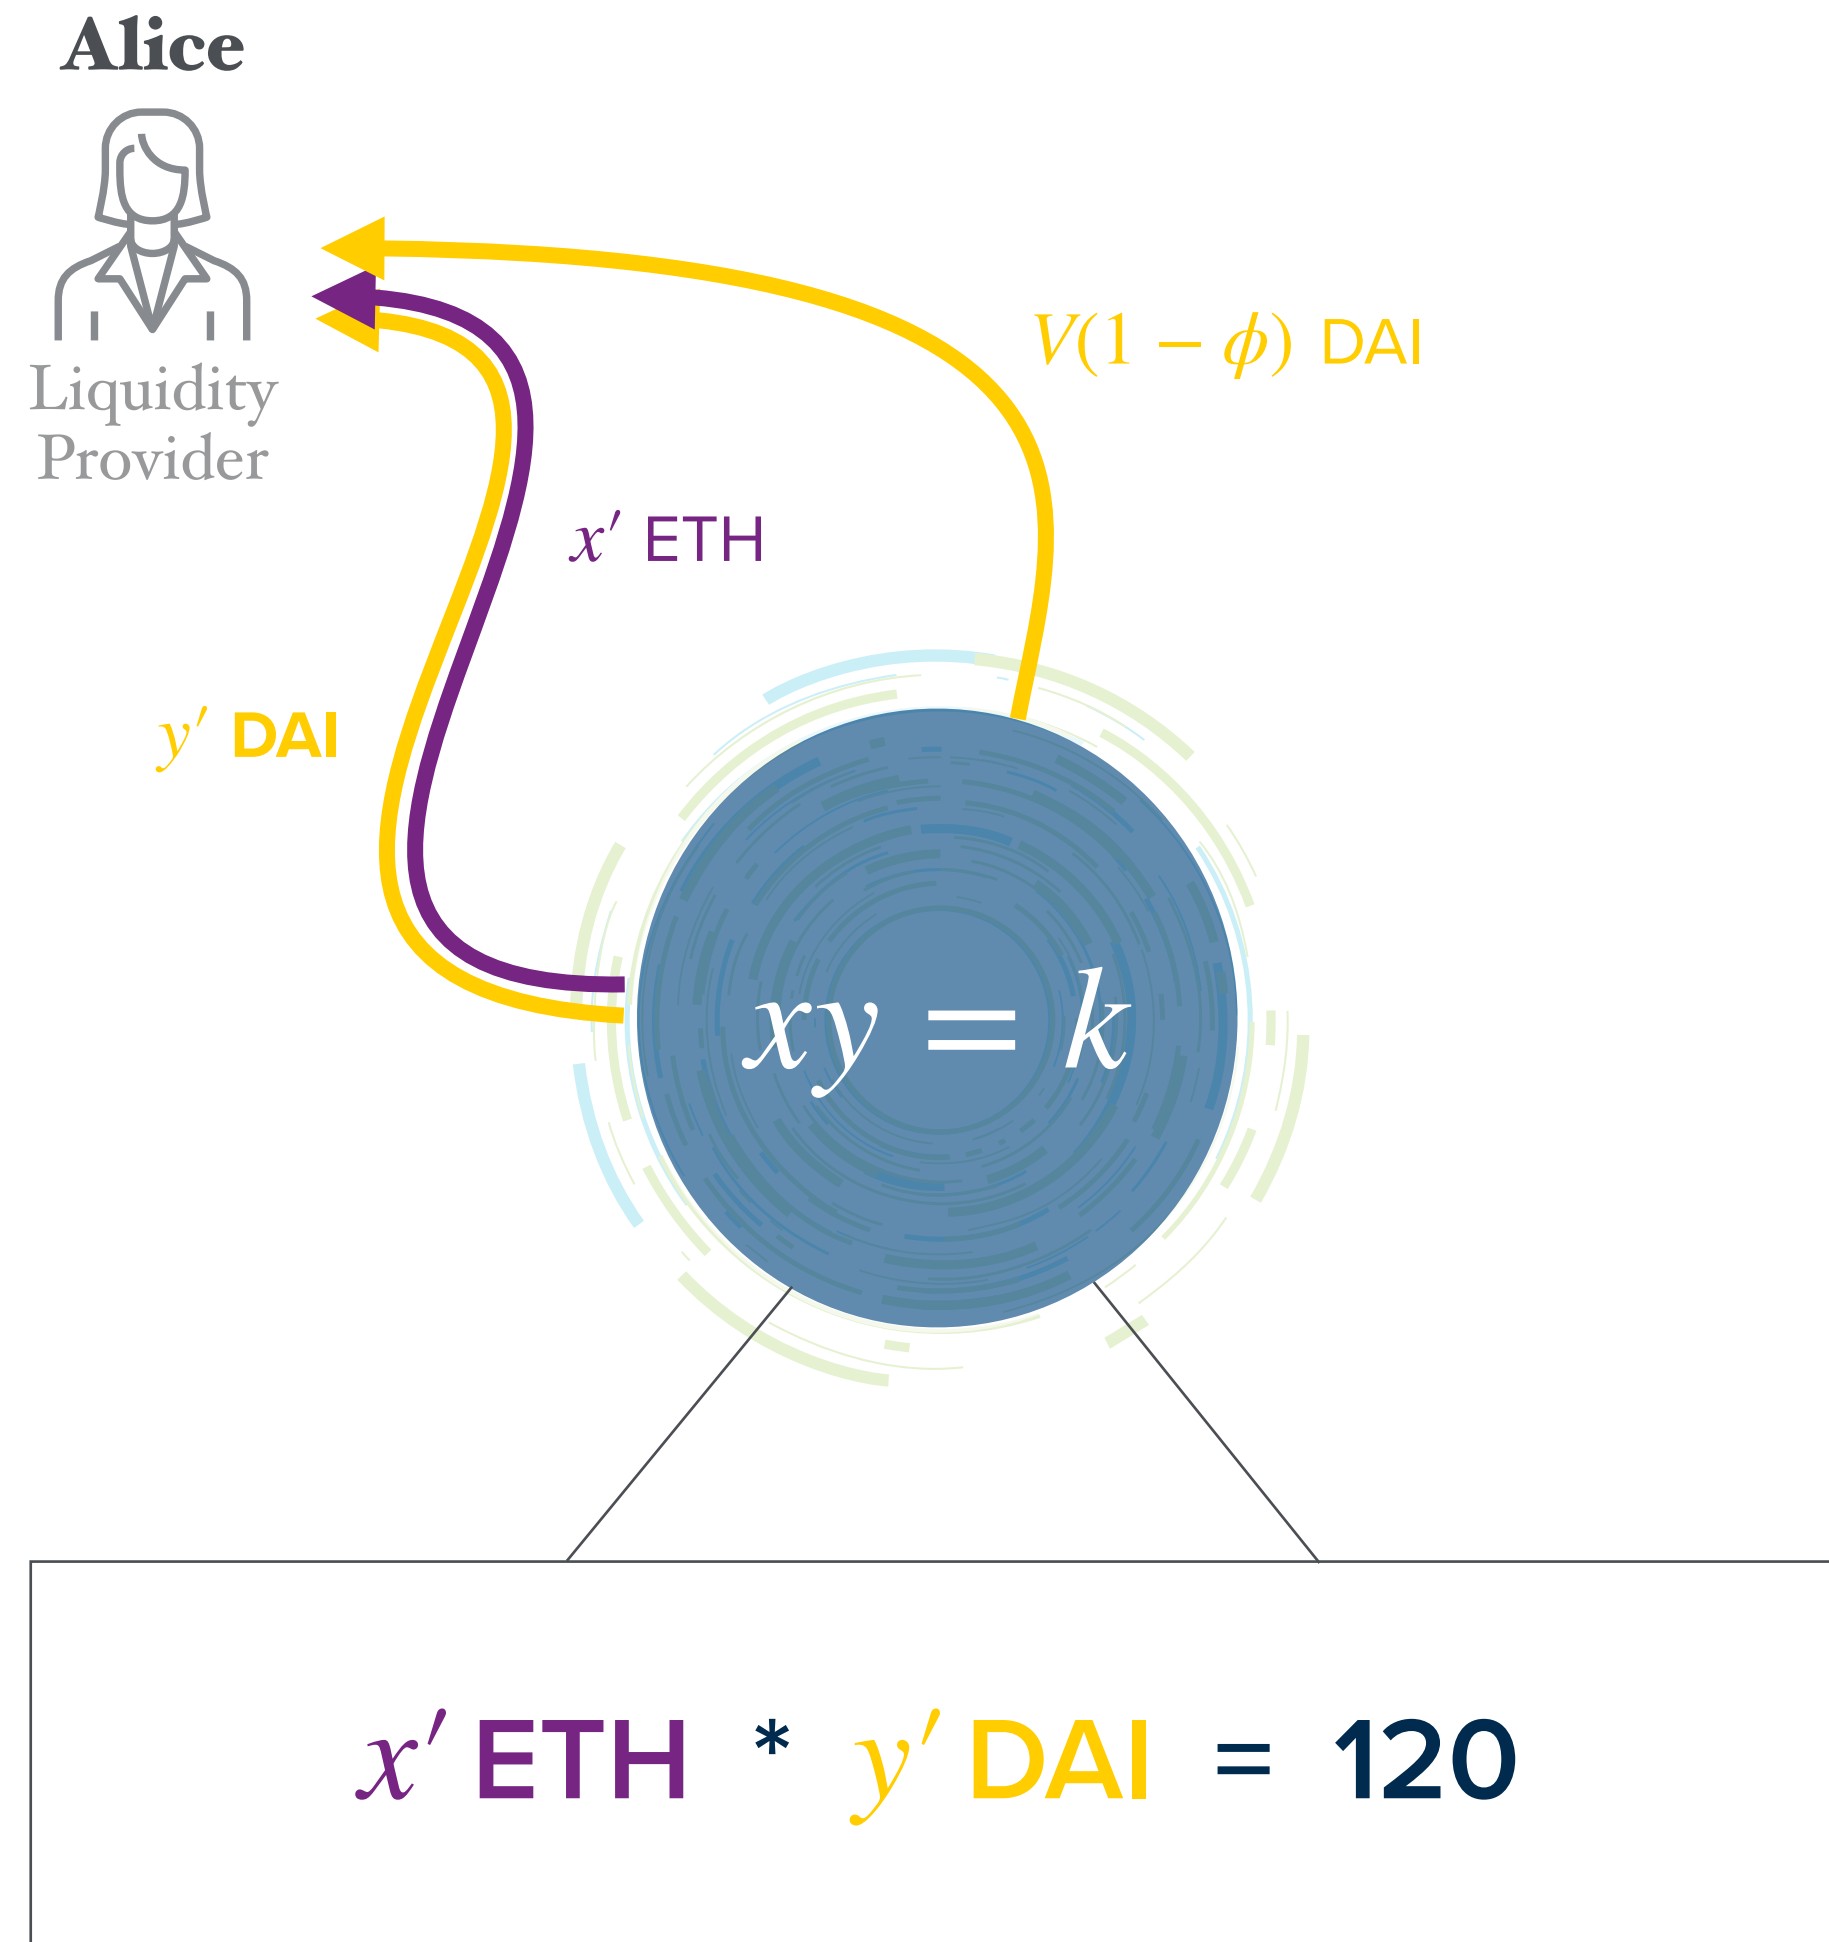 Alice
Liquidity
Provider
V(1 − ϕ) DAI
x′ ETH
y′ DAI
xy = k
x′ ETH * y′ DAI = 120